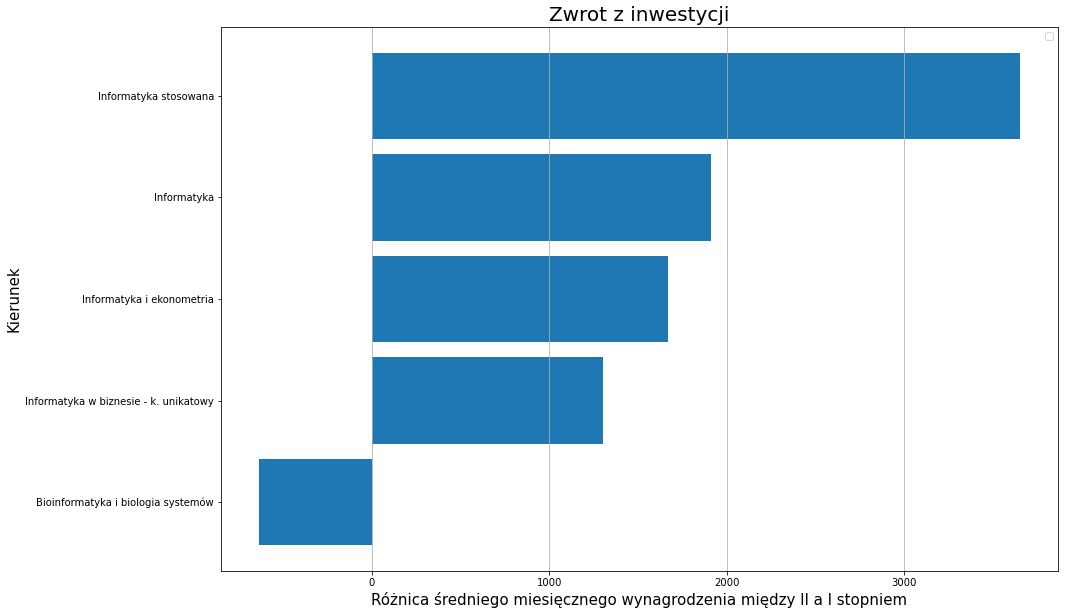 Zwrot z inwestycji
Informatyka stosowana
Informatyka
Informatyka i ekonometria
Informatyka w biznesie - k. unikatowy
Bioinformatyka i biologia systemów
Kierunek
0 1000 2000 3000
Różnica średniego miesięcznego wynagrodzenia między II a I stopniem